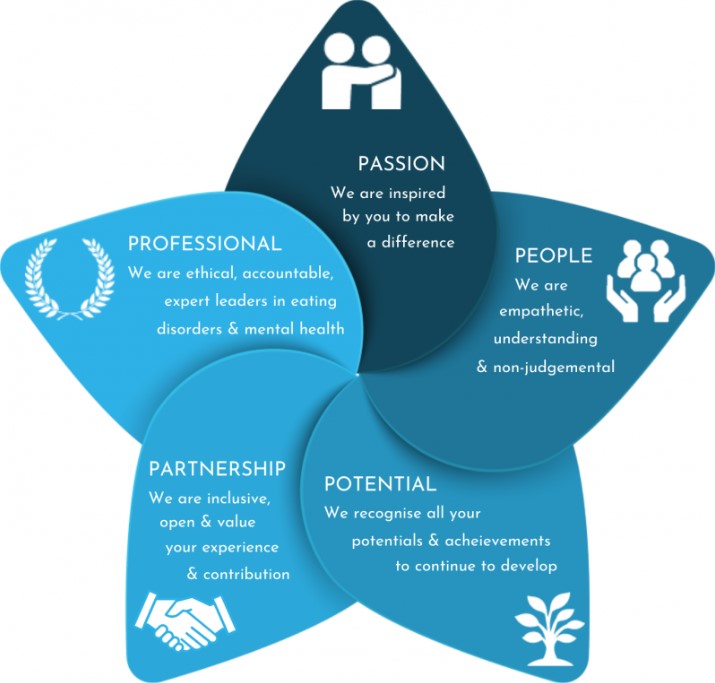 PASSION
We are inspired
by you to make
a difference
PEOPLE
We are
empathetic,
understanding
& non-judgemental
POTENTIAL
We recognise all your
potentials & acheievements
to continue to develop
PARTNERSHIP
We are inclusive,
open & value
your experience
& contribution
PROFESSIONAL
We are ethical, accountable,
expert leaders in eating
disorders & mental health